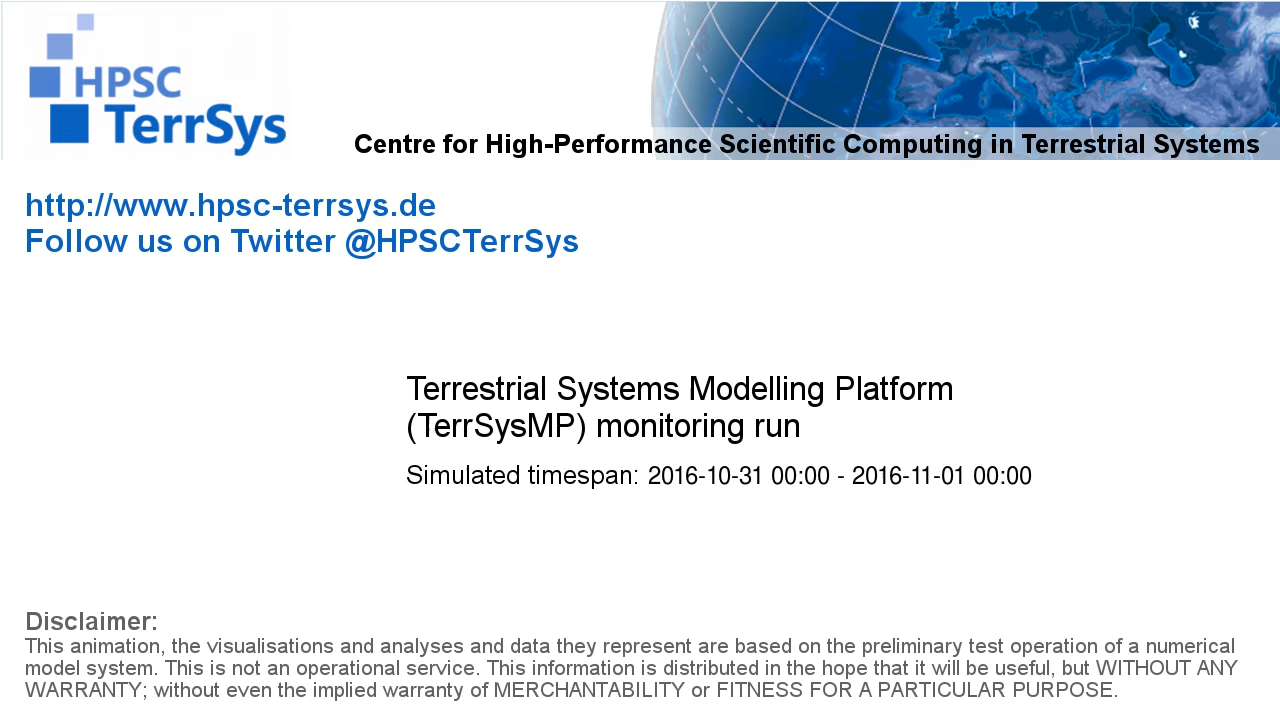 HPSC
TerrSys
Centre for High-Performance Scientific Computing in Terrestrial Systems
http://www.hpsc-terrsys.de
Follow us on Twitter @HPSCTerrSys
Terrestrial Systems Modelling Platform
(TerrSysMP) monitoring run
Simulated timespan: 2016-10-31 00:00 - 2016-11-01 00:00
Disclaimer:
This animation, the visualisations and analyses and data they represent are based on the preliminary test operation of a numerical
model system. This is not an operational service. This information is distributed in the hope that it will be useful, but WITHOUT ANY
WARRANTY; without even the implied warranty of MERCHANTABILITY or FITNESS FOR A PARTICULAR PURPOSE.